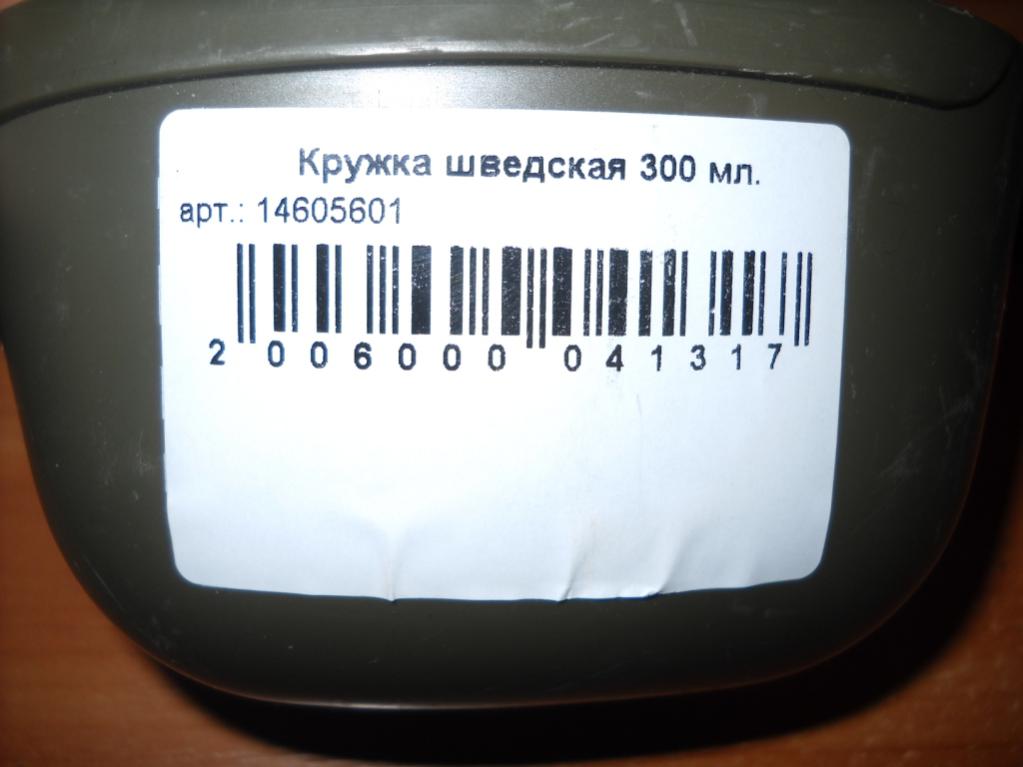 Кружка шведская 300 мл.
арт.: 14605601
2 006000 041317